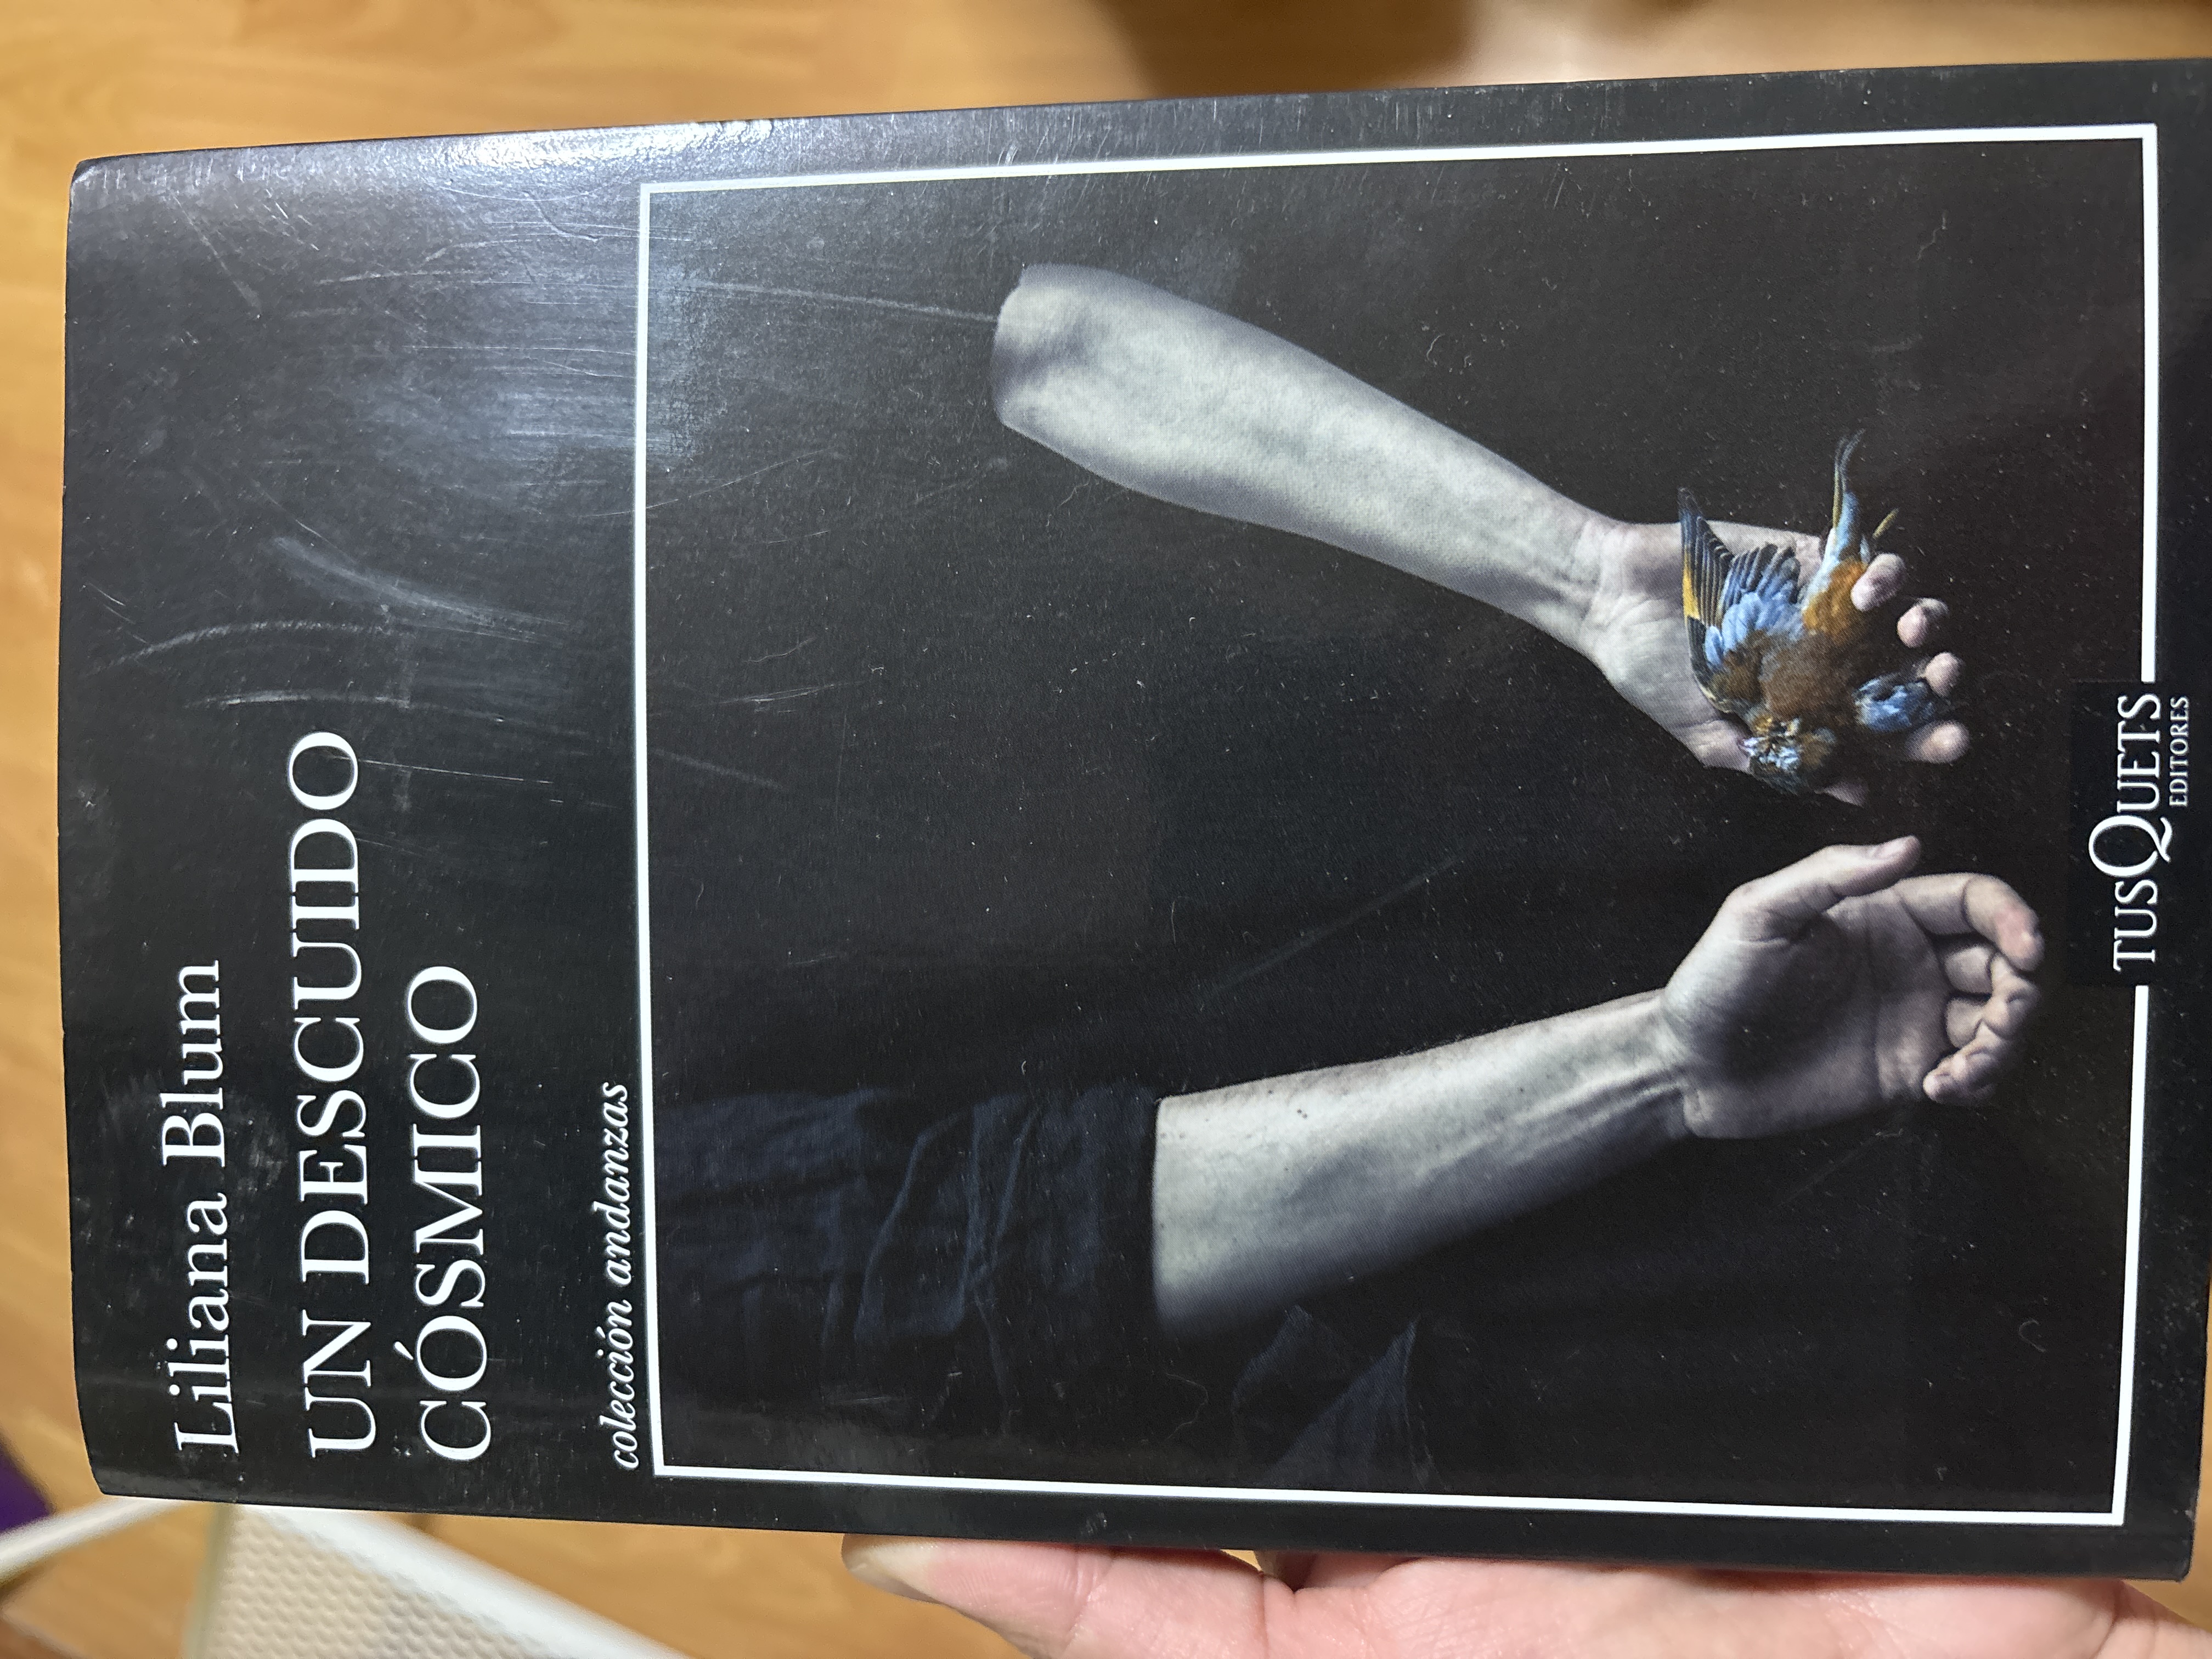 Liliana Blum
UN DESCUIDO
CÓSMICO
colección andanzas
TUSQUETS
EDITORES